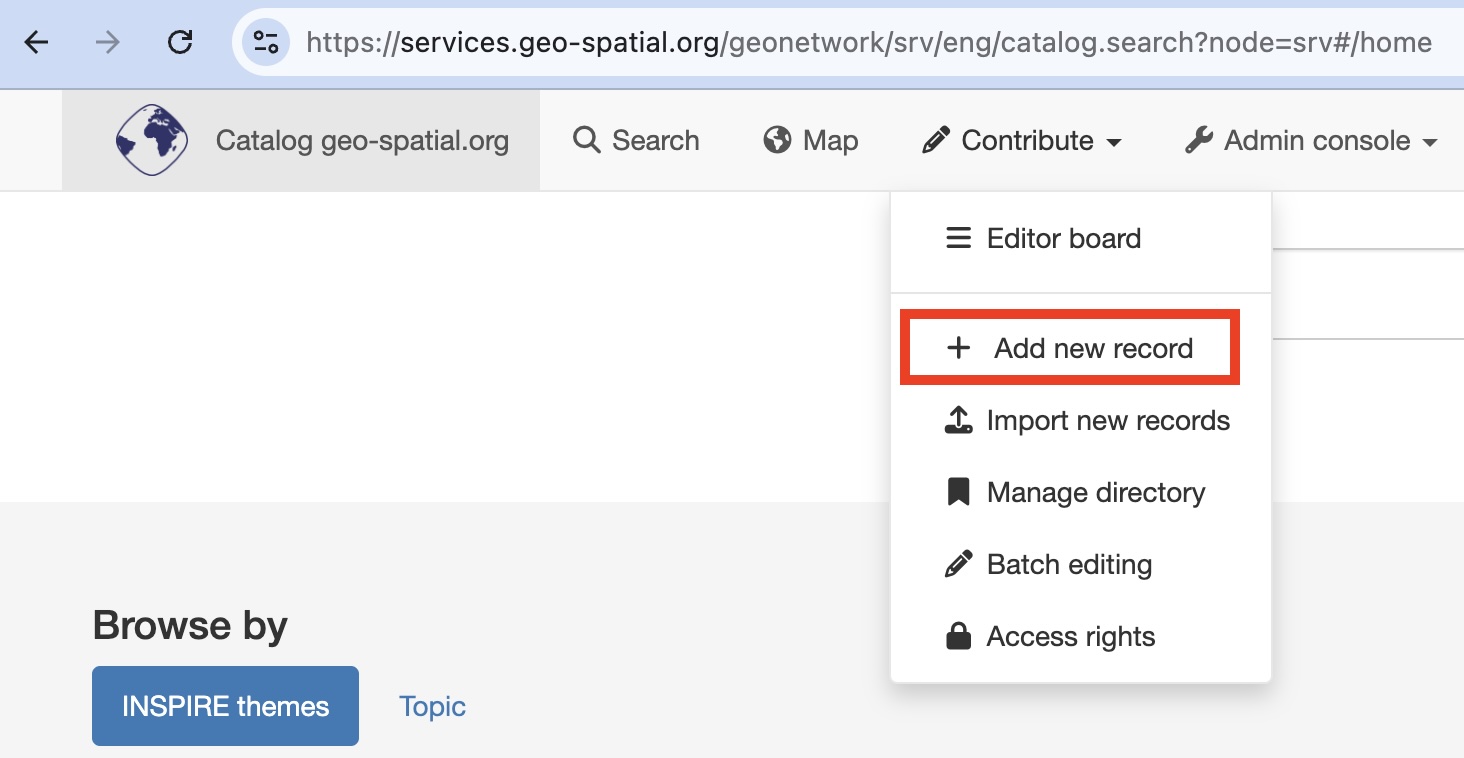 https://services.geo-spatial.org/geonetwork/srv/eng/catalog.search?node=srv#/home
Catalog geo-spatial.org Search Map Contribute Admin console
Editor board
Add new record
Import new records
Manage directory
Batch editing
Access rights
Browse by
INSPIRE themes Topic